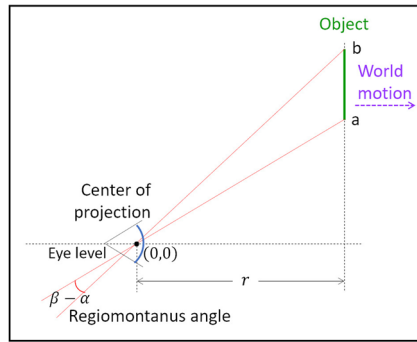 Object
b
World
motion
a
Center of
projection
Eye level
(0,0)
r
β − α
Regiomontanus angle